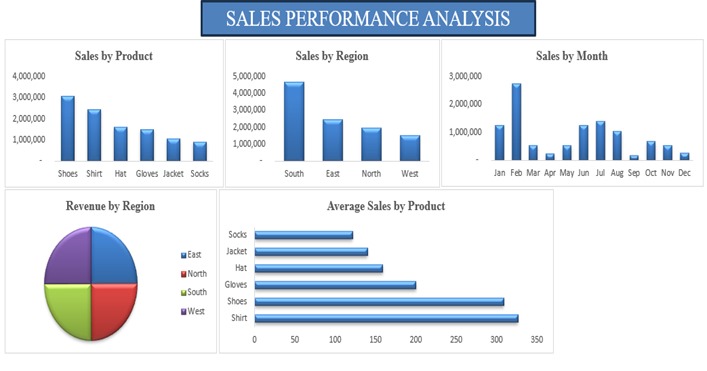 SALES PERFORMANCE ANALYSIS
Sales by Product
4,000,000
3,000,000
2,000,000
1,000,000
-
Shoes Shirt Hat Gloves Jacket Socks
Sales by Region
5,000,000
4,000,000
3,000,000
2,000,000
1,000,000
-
South East North West
Sales by Month
3,000,000
2,000,000
1,000,000
-
Jan Feb Mar Apr May Jun Jul Aug Sep Oct Nov Dec
Revenue by Region
East
North
South
West
Average Sales by Product
Socks
Jacket
Hat
Gloves
Shoes
Shirt
0 50 100 150 200 250 300 350